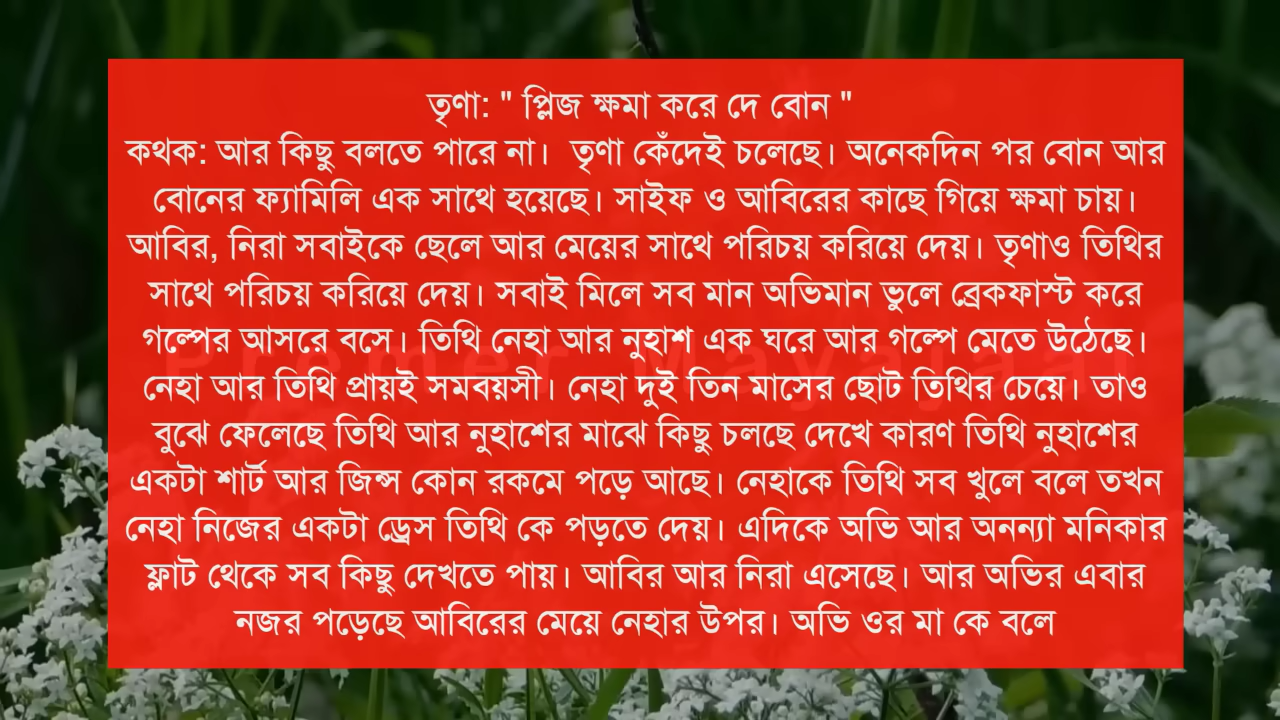 তৃণা: " প্লিজ ক্ষমা করে দে বোন "
কথক: আর কিছু বলতে পারে না। তৃণা কেঁদেই চলেছে। অনেকদিন পর বোন আর
বোনের ফ্যামিলি এক সাথে হয়েছে। সাইফ ও আবিরের কাছে গিয়ে ক্ষমা চায়।
আবির, নিরা সবাইকে ছেলে আর মেয়ের সাথে পরিচয় করিয়ে দেয়। তৃণাও তিথির
সাথে পরিচয় করিয়ে দেয়। সবাই মিলে সব মান অভিমান ভুলে ব্রেকফাস্ট করে
গল্পের আসরে বসে। তিথি নেহা আর নুহাশ এক ঘরে আর গল্পে মেতে উঠেছে।
নেহা আর তিথি প্রায়ই সমবয়সী। নেহা দুই তিন মাসের ছোট তিথির চেয়ে। তাও
বুঝে ফেলেছে তিথি আর নুহাশের মাঝে কিছু চলছে দেখে কারণ তিথি নুহাশের
একটা শার্ট আর জিন্স কোন রকমে পড়ে আছে। নেহাকে তিথি সব খুলে বলে তখন
নেহা নিজের একটা ড্রেস তিথি কে পড়তে দেয়। এদিকে অভি আর অনন্যা মনিকার
ফ্লাট থেকে সব কিছু দেখতে পায়। আবির আর নিরা এসেছে। আর অভির এবার
নজর পড়েছে আবিরের মেয়ে নেহার উপর। অভি ওর মা কে বলে